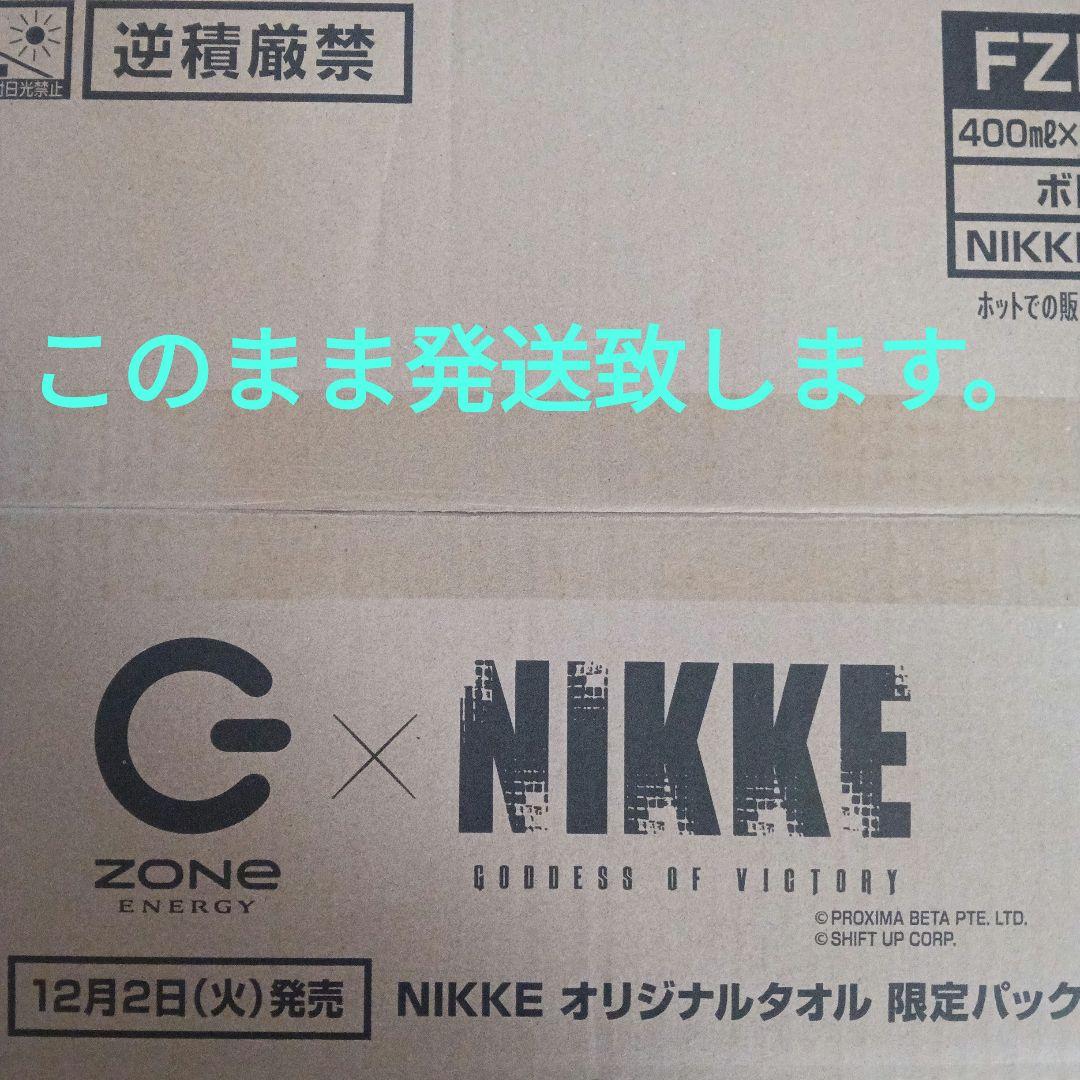 逆積厳禁
射日光禁止
FZ
400mℓ×
ボ
NIKKE
ホットでの販
このまま発送致します。
×
NIKKE
ZONe
GODDESS OF VICTORY
ENERGY
©PROXIMA BETA PTE. LTD.
©SHIFT UP CORP.
12月2日(火)発売
NIKKE オリジナルタオル 限定パック